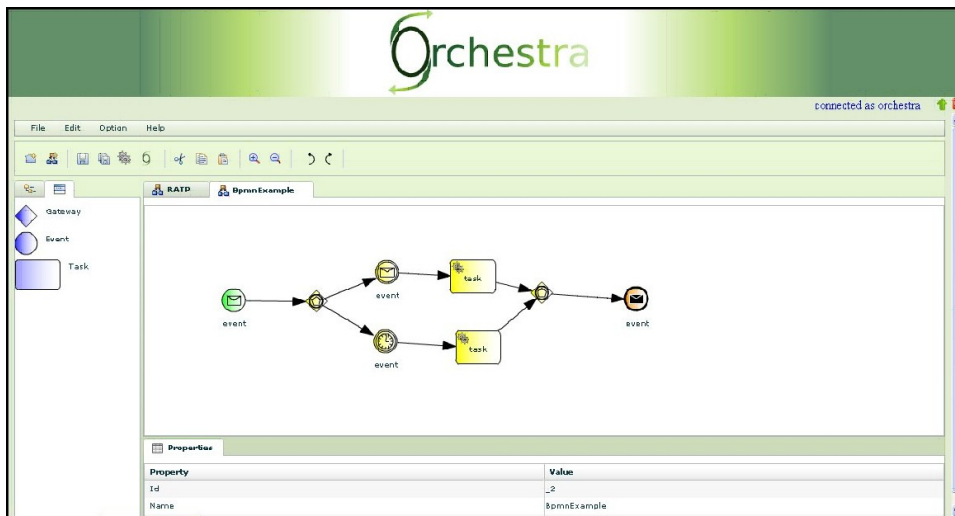 Orchestra
connected as orchestra
File Edit Option Help
RATP BpmnExample
Gateway
Event
Task
event
event
task
event
task
event
Properties
Property Value
Id _2
Name BpmnExample